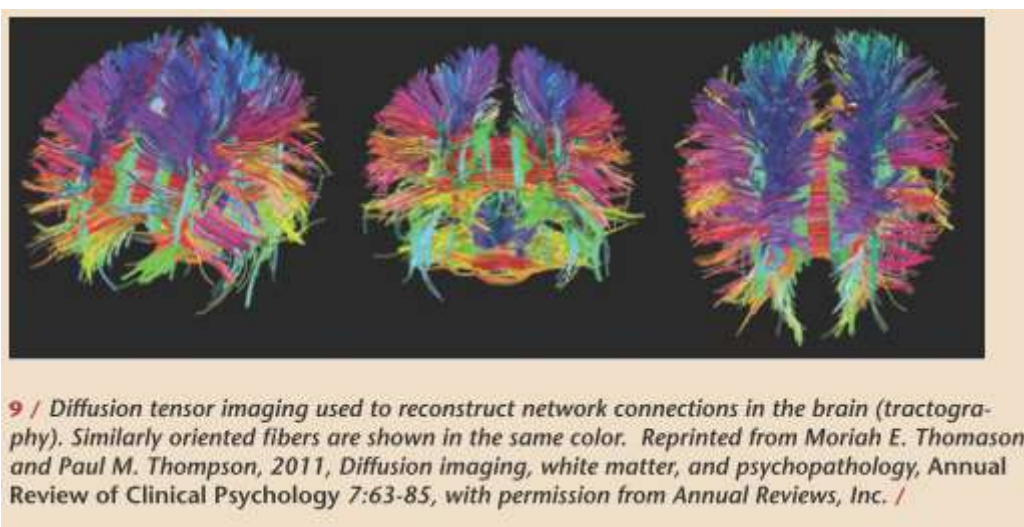 9 / Diffusion tensor imaging used to reconstruct network connections in the brain (tractogra-
phy). Similarly oriented fibers are shown in the same color. Reprinted from Moriah E. Thomason
and Paul M. Thompson, 2011, Diffusion imaging, white matter, and psychopathology, Annual
Review of Clinical Psychology 7:63-85, with permission from Annual Reviews, Inc. /